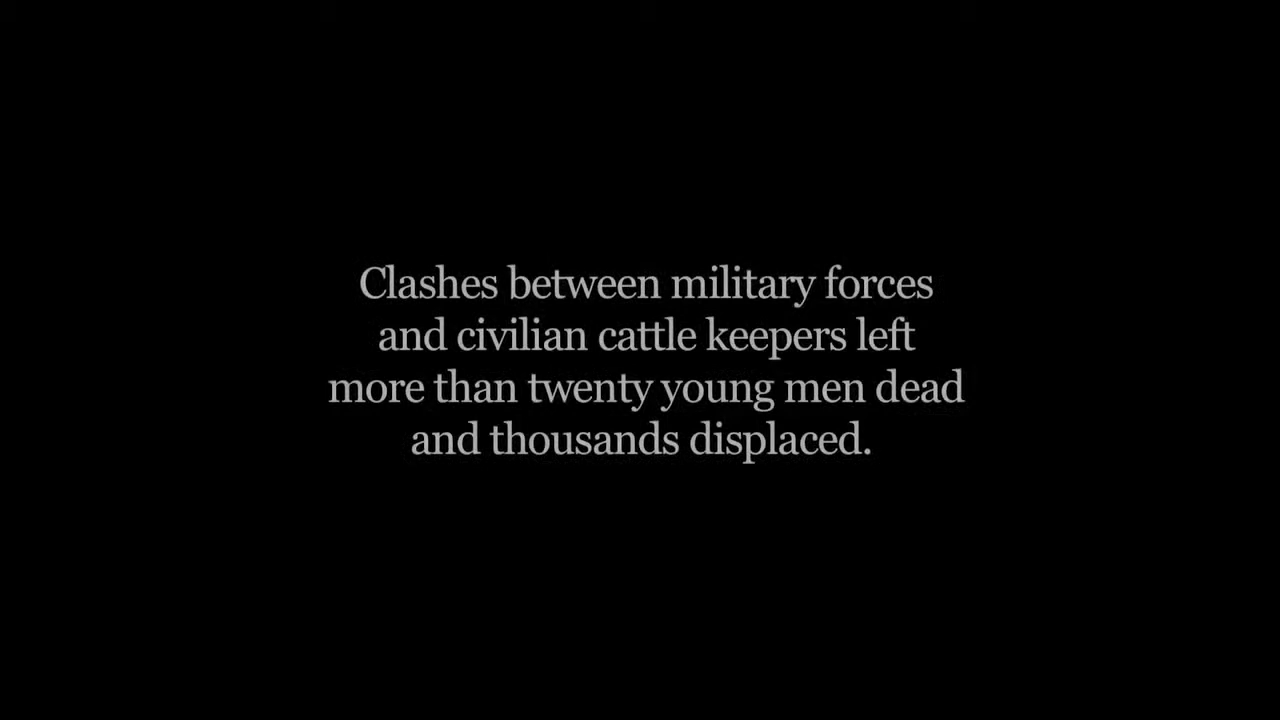 Clashes between military forces
and civilian cattle keepers left
more than twenty young men dead
and thousands displaced.